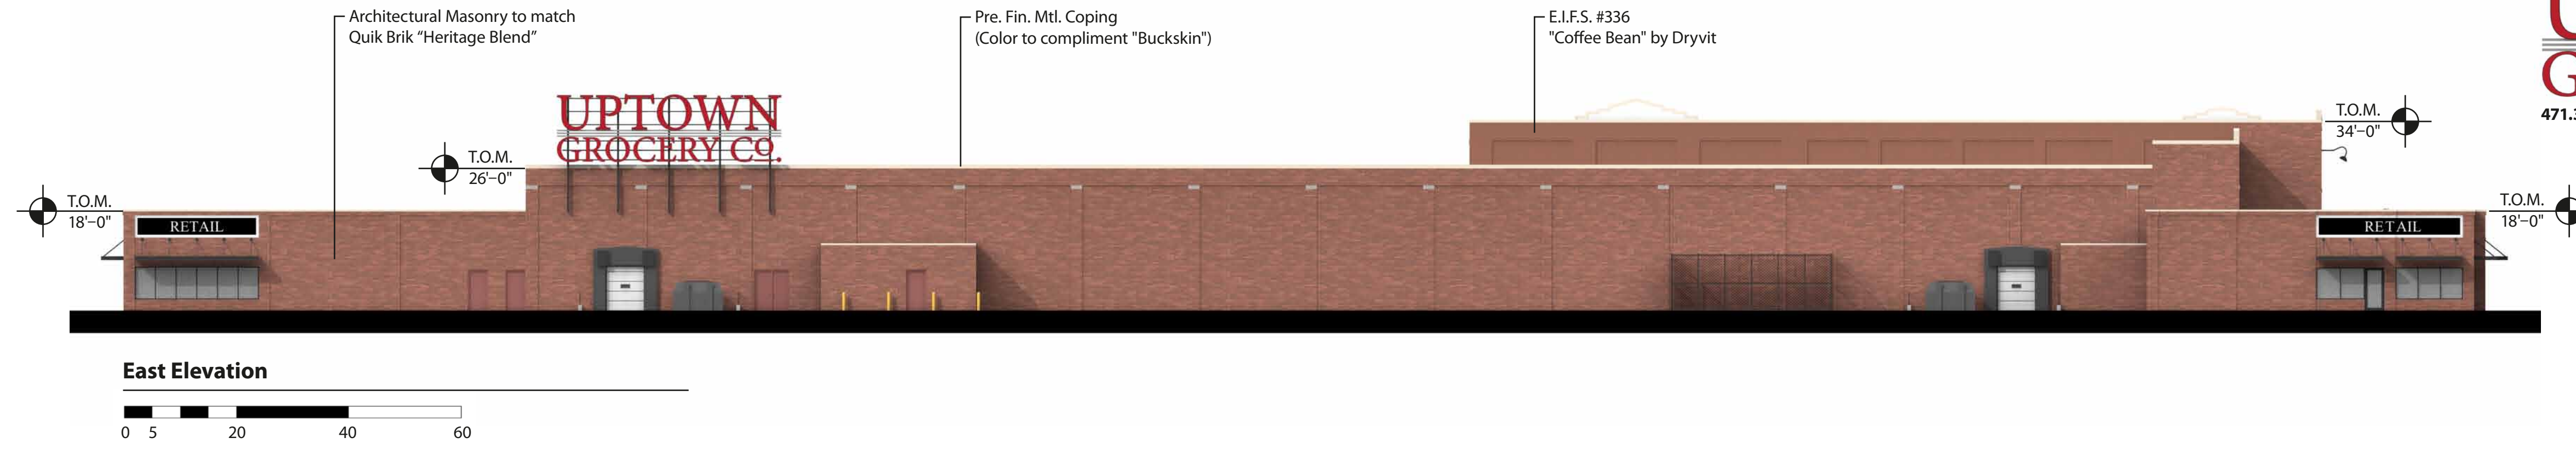 Architectural Masonry to match
Quik Brik “Heritage Blend”
Pre. Fin. Mtl. Coping
(Color to compliment "Buckskin")
E.I.F.S. #336
"Coffee Bean" by Dryvit
UPTOWN
GROCERY CO.
T.O.M.
34'–0"
471.3
T.O.M.
26'–0"
T.O.M.
18'–0"
T.O.M.
18'–0"
RETAIL
RETAIL
East Elevation
0 5 20 40 60